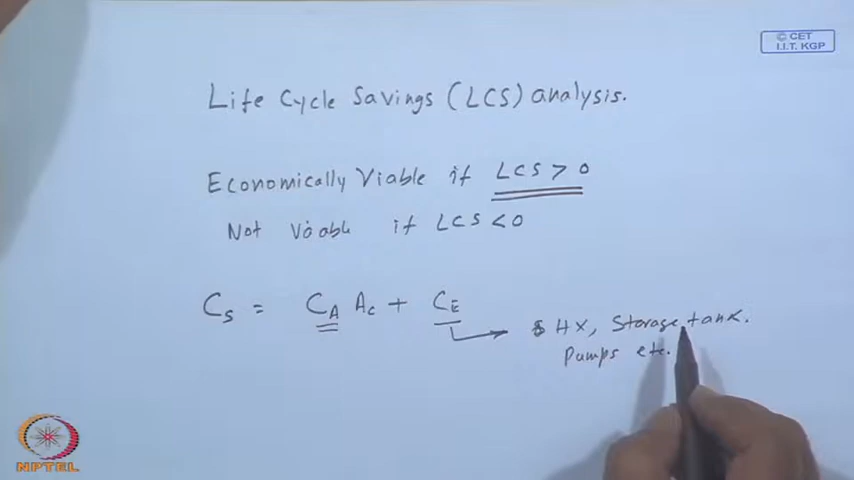 © CET
I.I.T. KGP
Life Cycle Savings (LCS) analysis.
Economically Viable if LCS > 0
Not Viable if LCS < 0
Cs = CA Ac + CE
HX, Storage tank.
Pumps etc.
NPTEL